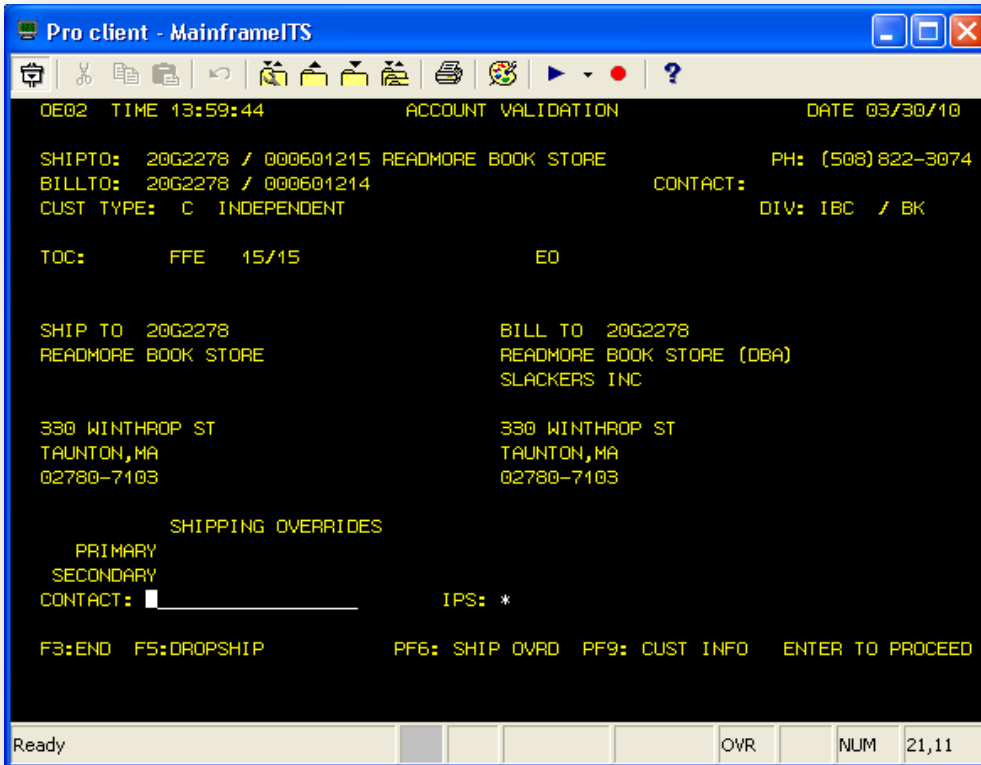 Pro client - MainframeITS
OE02 TIME 13:59:44 ACCOUNT VALIDATION DATE 03/30/10
SHIPTO: 20G2278 / 000601215 READMORE BOOK STORE PH: (508)822-3074
BILLTO: 20G2278 / 000601214 CONTACT:
CUST TYPE: C INDEPENDENT DIV: IBC / BK
TOC: FFE 15/15 EO
SHIP TO 20G2278 BILL TO 20G2278
READMORE BOOK STORE READMORE BOOK STORE (DBA)
SLACKERS INC
330 WINTHROP ST 330 WINTHROP ST
TAUNTON,MA TAUNTON,MA
02780-7103 02780-7103
SHIPPING OVERRIDES
PRIMARY
SECONDARY
CONTACT: IPS: *
F3:END F5:DROPSHIP PF6: SHIP OVRD PF9: CUST INFO ENTER TO PROCEED
Ready OVR NUM 21,11